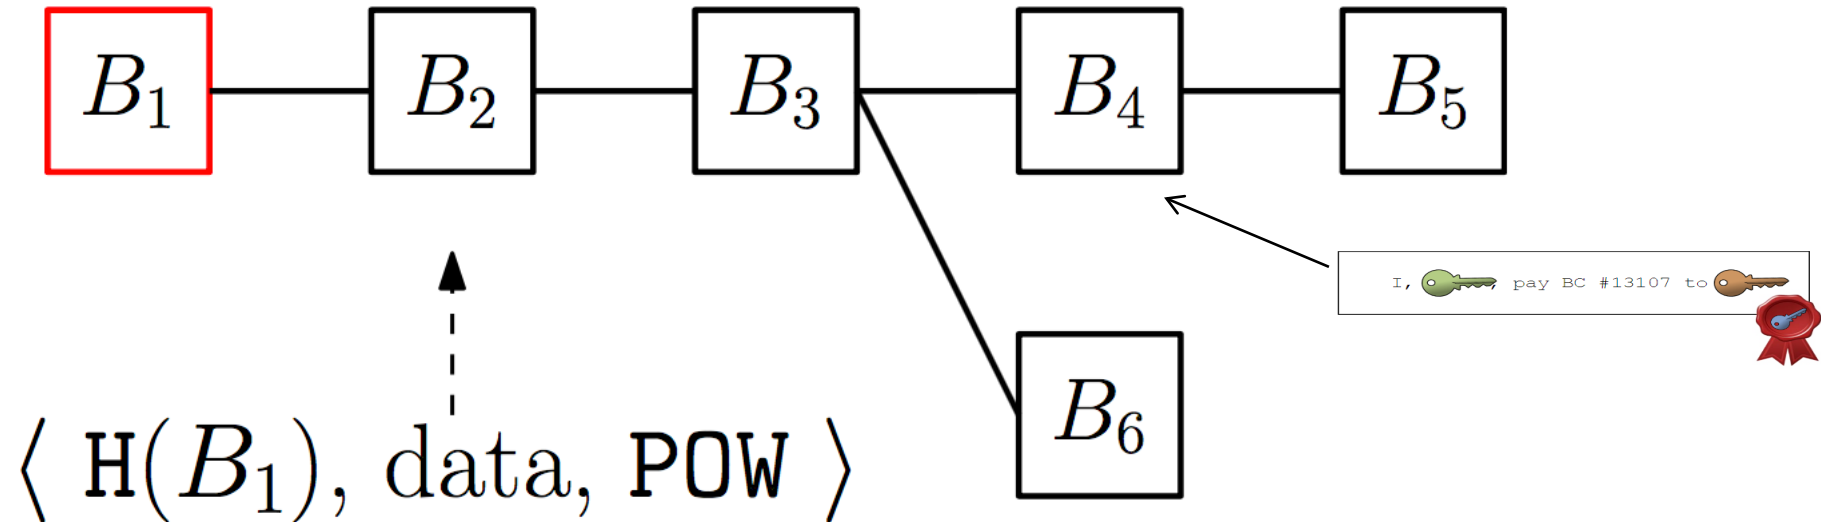 B₁ B₂ B₃ B₄ B₅
I, , pay BC #13107 to
B₆
⟨ H(B₁), data, POW ⟩